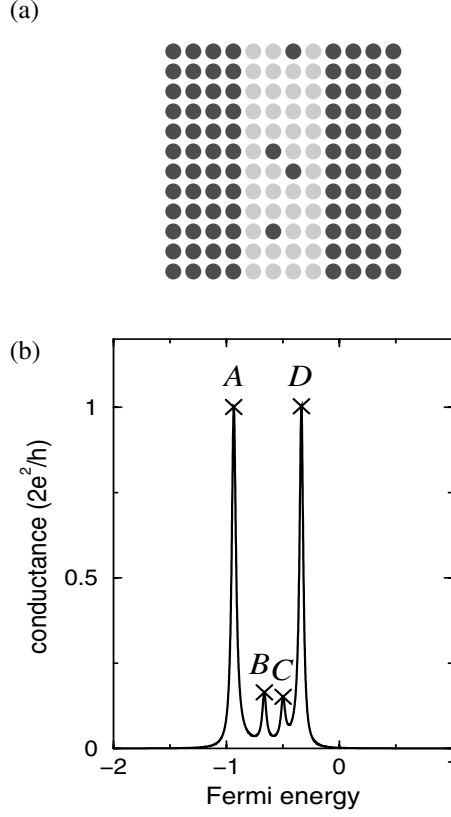 (a)
(b)
A
D
1
conductance (2e²/h)
0.5
B C
0
−2
−1
0
Fermi energy